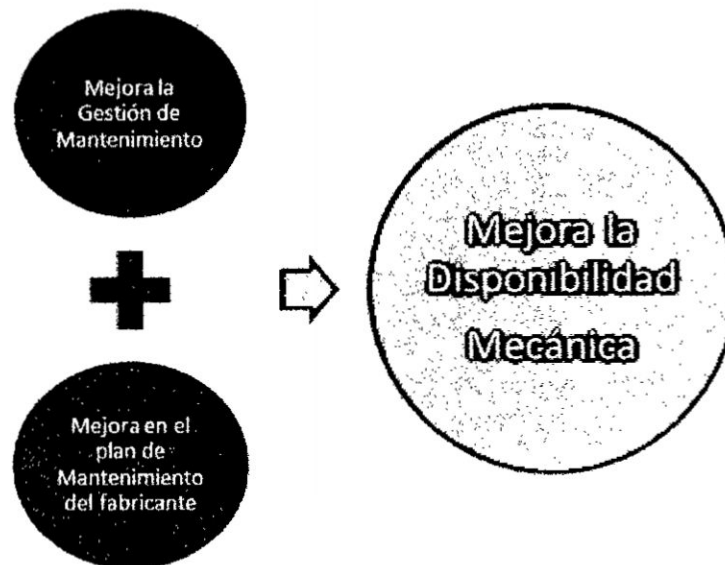 Mejora la
Gestión de
Mantenimiento
Mejora en el
plan de
Mantenimiento
del fabricante
Mejora la
Disponibilidad
Mecánica